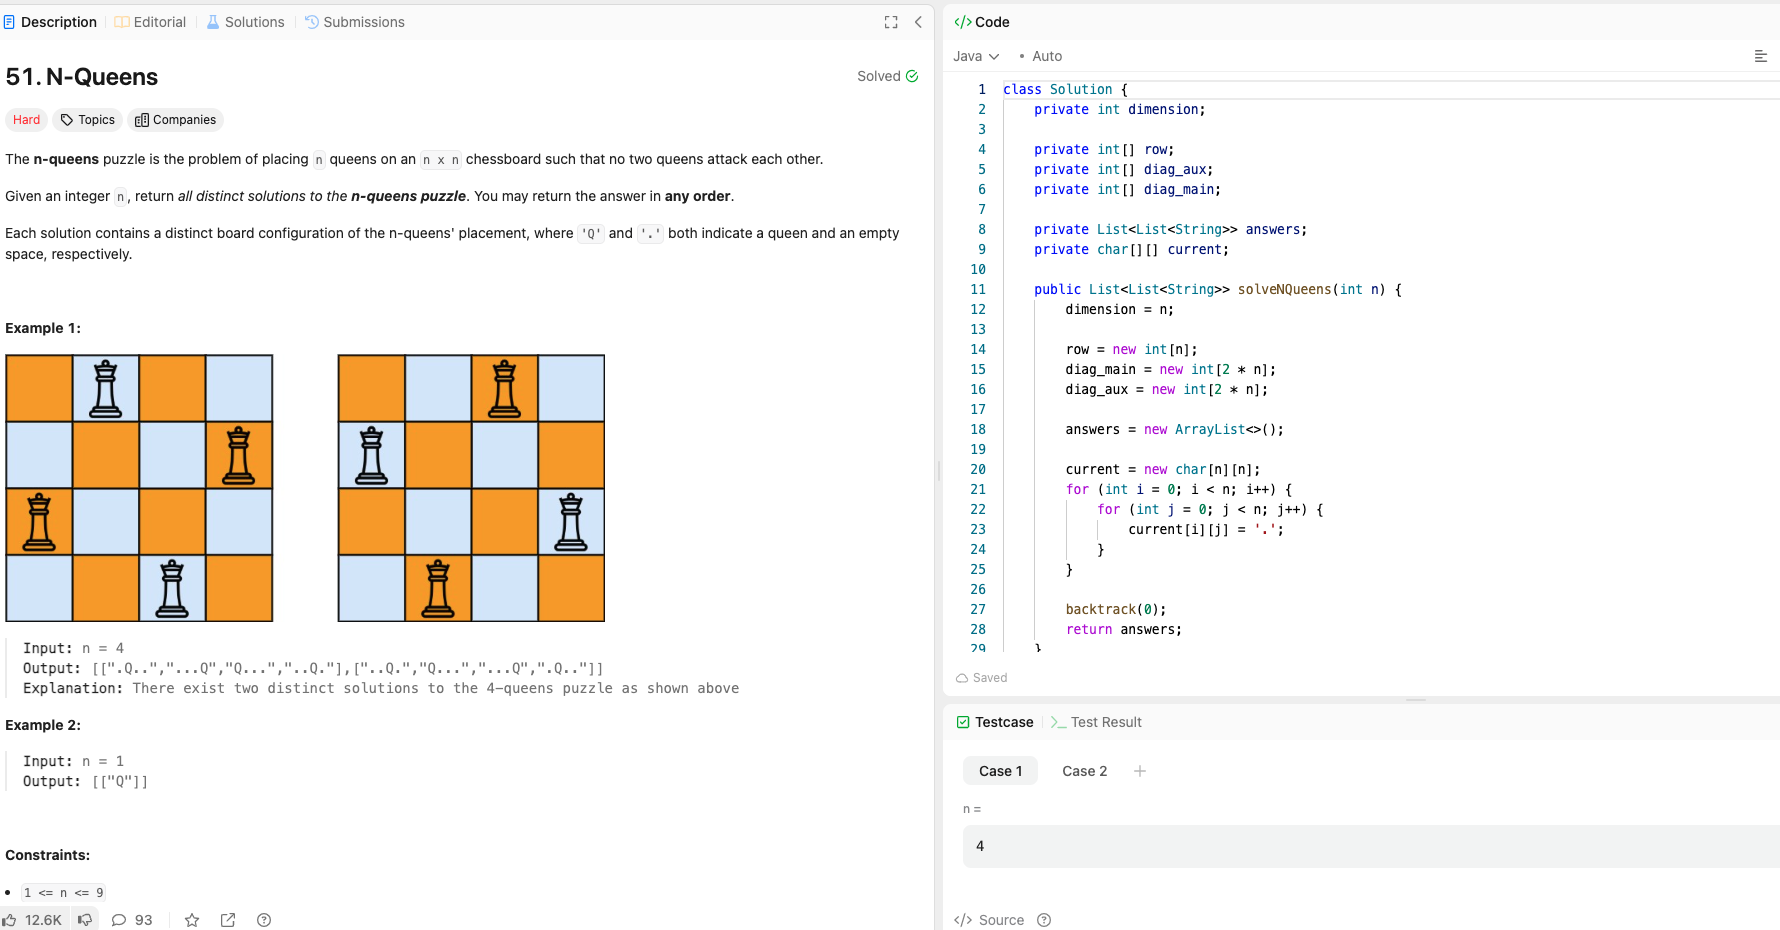 Description
Editorial
Solutions
Submissions
51. N-Queens
Solved
Hard
Topics
Companies
The n-queens puzzle is the problem of placing n queens on an n x n chessboard such that no two queens attack each other.
Given an integer n, return all distinct solutions to the n-queens puzzle. You may return the answer in any order.
Each solution contains a distinct board configuration of the n-queens' placement, where 'Q' and '.' both indicate a queen and an empty
space, respectively.
Example 1:
Input: n = 4
Output: [[".Q..","...Q","Q...","..Q."],["..Q.","Q...","...Q",".Q.."]]
Explanation: There exist two distinct solutions to the 4-queens puzzle as shown above
Example 2:
Input: n = 1
Output: [["Q"]]
Constraints:
• 1 <= n <= 9
12.6K
93
</> Code
Java
• Auto
1 class Solution {
2     private int dimension;
3
4     private int[] row;
5     private int[] diag_aux;
6     private int[] diag_main;
7
8     private List<List<String>> answers;
9     private char[][] current;
10
11     public List<List<String>> solveNQueens(int n) {
12         dimension = n;
13
14         row = new int[n];
15         diag_main = new int[2 * n];
16         diag_aux = new int[2 * n];
17
18         answers = new ArrayList<>();
19
20         current = new char[n][n];
21         for (int i = 0; i < n; i++) {
22             for (int j = 0; j < n; j++) {
23                 current[i][j] = '.';
24             }
25         }
26
27         backtrack(0);
28         return answers;
29     }
Saved
Testcase
Test Result
Case 1
Case 2
+
n =
4
</> Source